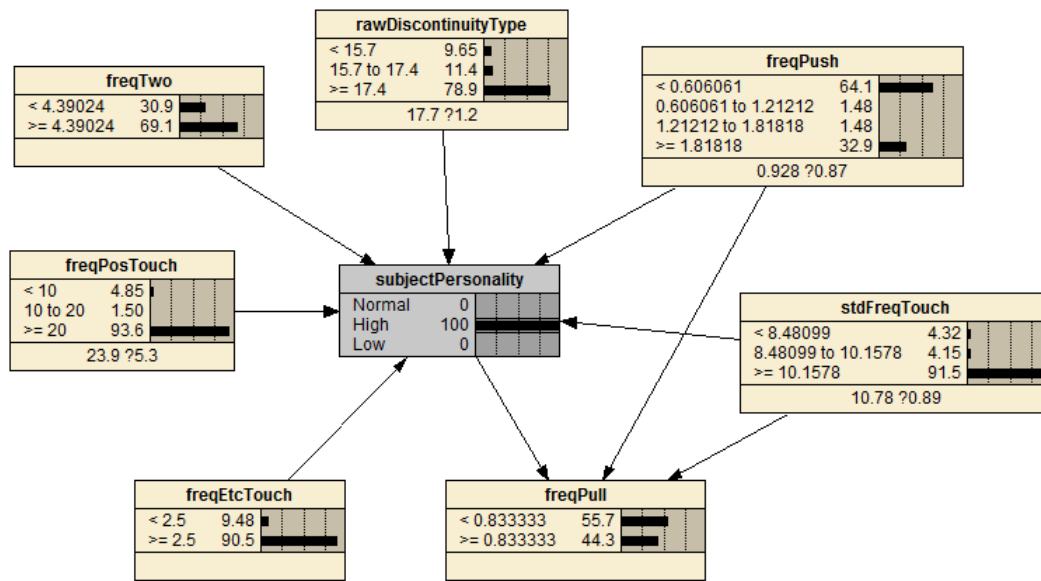 rawDiscontinuityType
< 15.7 9.65
15.7 to 17.4 11.4
>= 17.4 78.9
17.7 ?1.2
freqTwo
< 4.39024 30.9
>= 4.39024 69.1
freqPush
< 0.606061 64.1
0.606061 to 1.21212 1.48
1.21212 to 1.81818 1.48
>= 1.81818 32.9
0.928 ?0.87
freqPosTouch
< 10 4.85
10 to 20 1.50
>= 20 93.6
23.9 ?5.3
subjectPersonality
Normal 0
High 100
Low 0
stdFreqTouch
< 8.48099 4.32
8.48099 to 10.1578 4.15
>= 10.1578 91.5
10.78 ?0.89
freqEtcTouch
< 2.5 9.48
>= 2.5 90.5
freqPull
< 0.833333 55.7
>= 0.833333 44.3